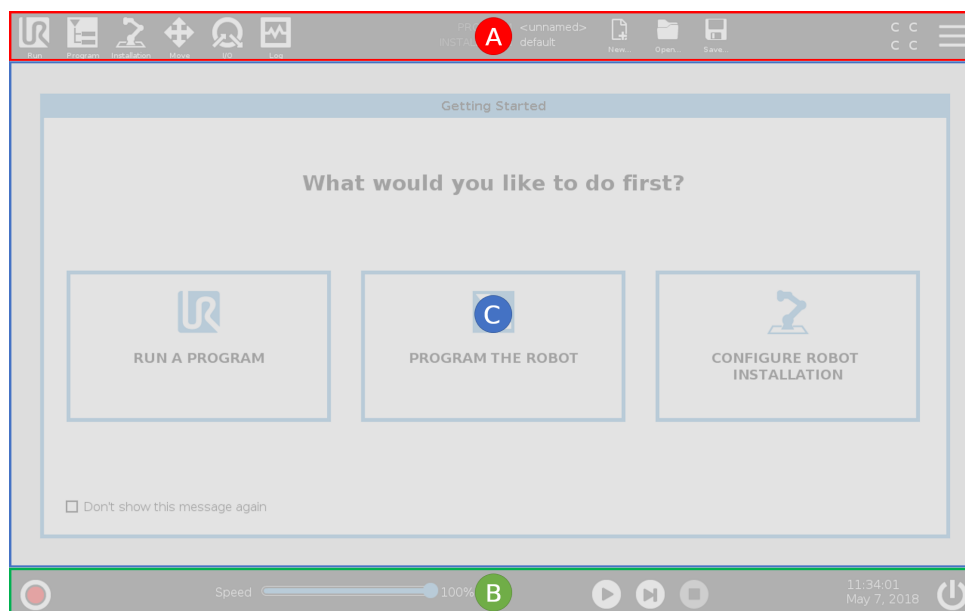 A
<unnamed>
default
Run
Program
Installation
Move
I/O
Log
New...
Open...
Save...
C C
C C
Getting Started
What would you like to do first?
C
RUN A PROGRAM
PROGRAM THE ROBOT
CONFIGURE ROBOT
INSTALLATION
Don't show this message again
Speed
100%
B
11:34:01
May 7, 2018